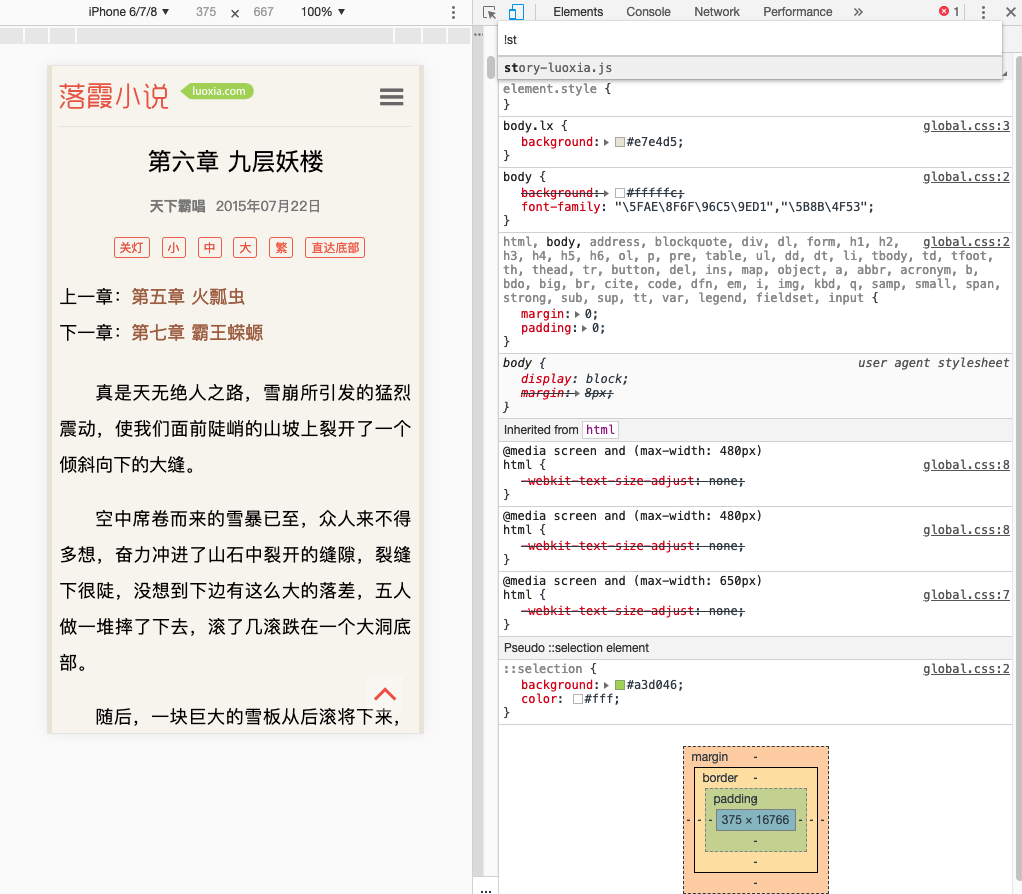 iPhone 6/7/8 ▼ 375 × 667 100% ▼
Elements Console Network Performance » 1
!st
story-luoxia.js
element.style {
}
body.lx { global.css:3
background: #e7e4d5;
}
body { global.css:2
background: #fffffc;
font-family: "\5FAE\8F6F\96C5\9ED1","\5B8B\4F53";
}
html, body, address, blockquote, div, dl, form, h1, h2, global.css:2
h3, h4, h5, h6, ol, p, pre, table, ul, dd, dt, li, tbody, td, tfoot,
th, thead, tr, button, del, ins, map, object, a, abbr, acronym, b,
bdo, big, br, cite, code, dfn, em, i, img, kbd, q, samp, small, span,
strong, sub, sup, tt, var, legend, fieldset, input {
margin: 0;
padding: 0;
}
body { user agent stylesheet
display: block;
margin: 8px;
}
Inherited from html
@media screen and (max-width: 480px)
html { global.css:8
-webkit-text-size-adjust: none;
}
@media screen and (max-width: 480px)
html { global.css:8
-webkit-text-size-adjust: none;
}
@media screen and (max-width: 650px)
html { global.css:7
-webkit-text-size-adjust: none;
}
Pseudo ::selection element
::selection { global.css:2
background: #a3d046;
color: #fff;
}
margin -
border -
padding
- - - 375 × 16766 - - -
-
-
-
落霞小说 luoxia.com
第六章 九层妖楼
天下霸唱 2015年07月22日
关灯 小 中 大 繁 直达底部
上一章：第五章 火瓢虫
下一章：第七章 霸王蝾螈
真是天无绝人之路，雪崩所引发的猛烈
震动，使我们面前陡峭的山坡上裂开了一个
倾斜向下的大缝。
空中席卷而来的雪暴已至，众人来不得
多想，奋力冲进了山石中裂开的缝隙，裂缝
下很陡，没想到下边有这么大的落差，五人
做一堆摔了下去，滚了几滚跌在一个大洞底
部。
随后，一块巨大的雪板从后滚将下来，